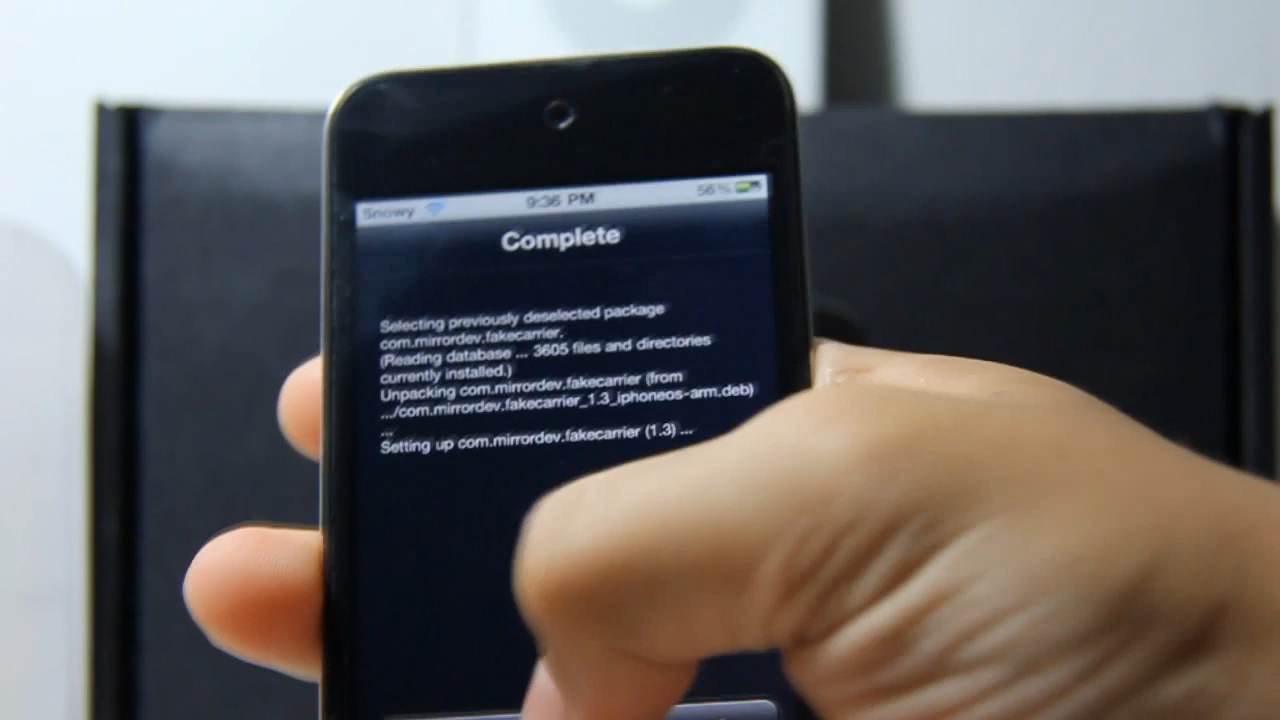 Snowy 9:36 PM 56%
Complete
Selecting previously deselected package
com.mirrordev.fakecarrier.
(Reading database ... 3605 files and directories
currently installed.)
Unpacking com.mirrordev.fakecarrier (from
.../com.mirrordev.fakecarrier_1.3_iphoneos-arm.deb)
...
Setting up com.mirrordev.fakecarrier (1.3) ...